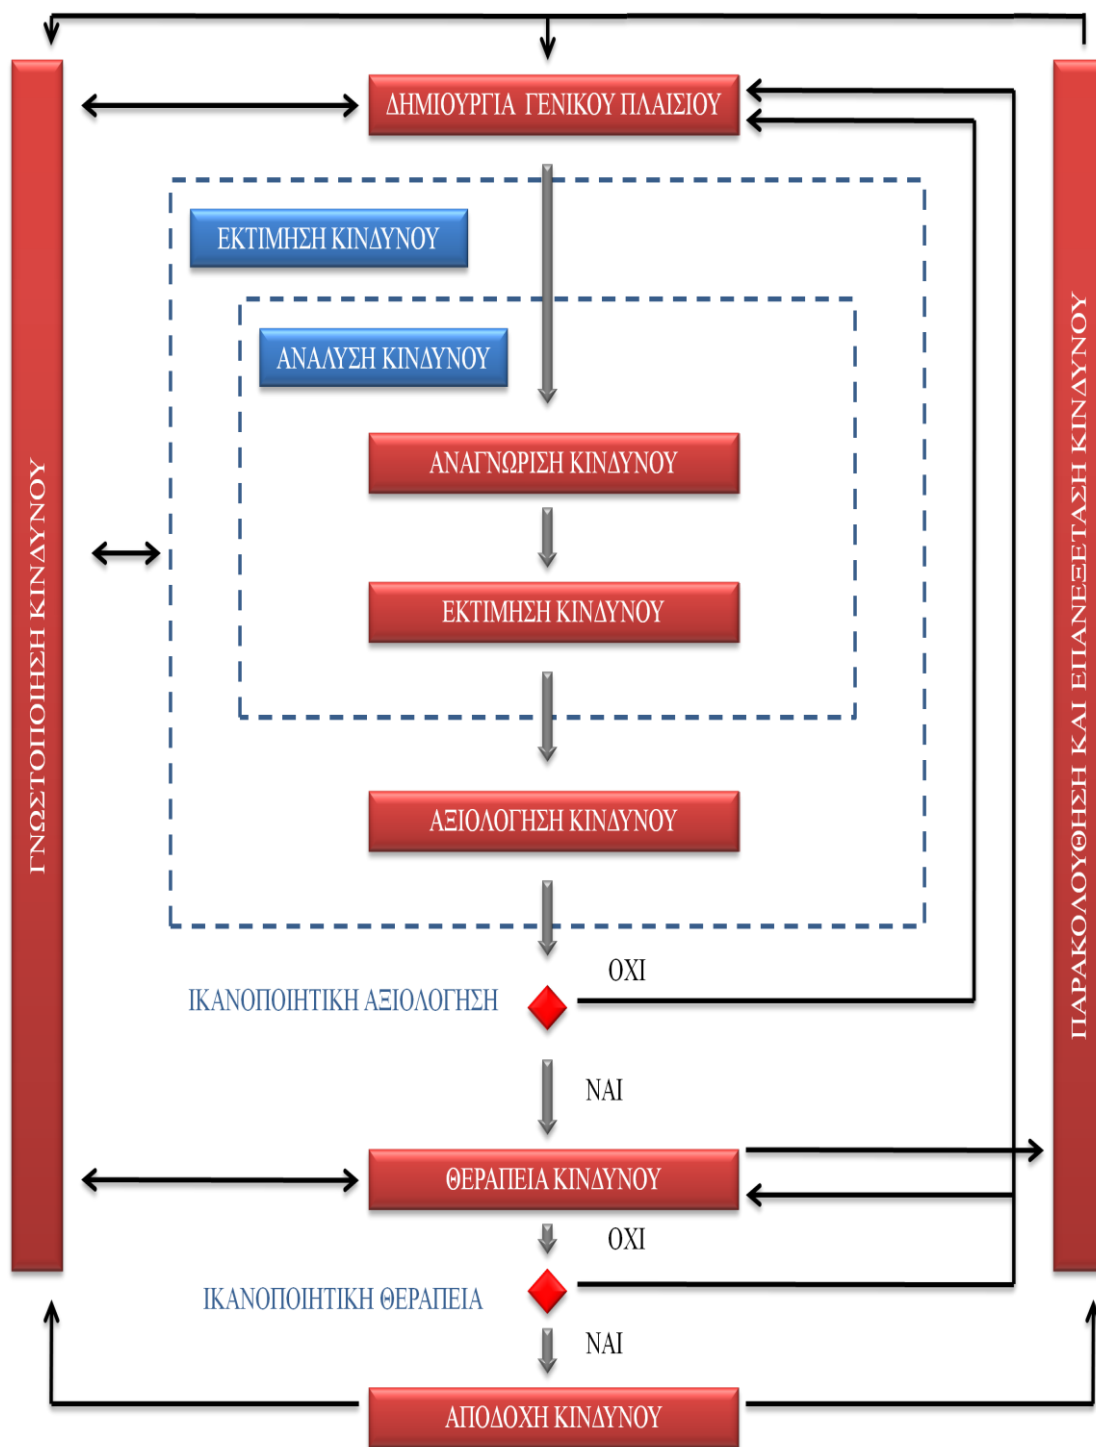 ΔΗΜΙΟΥΡΓΙΑ ΓΕΝΙΚΟΥ ΠΛΑΙΣΙΟΥ
ΕΚΤΙΜΗΣΗ ΚΙΝΔΥΝΟΥ
ΑΝΑΛΥΣΗ ΚΙΝΔΥΝΟΥ
ΑΝΑΓΝΩΡΙΣΗ ΚΙΝΔΥΝΟΥ
ΕΚΤΙΜΗΣΗ ΚΙΝΔΥΝΟΥ
ΑΞΙΟΛΟΓΗΣΗ ΚΙΝΔΥΝΟΥ
ΟΧΙ
ΙΚΑΝΟΠΟΙΗΤΙΚΗ ΑΞΙΟΛΟΓΗΣΗ
ΝΑΙ
ΘΕΡΑΠΕΙΑ ΚΙΝΔΥΝΟΥ
ΟΧΙ
ΙΚΑΝΟΠΟΙΗΤΙΚΗ ΘΕΡΑΠΕΙΑ
ΝΑΙ
ΑΠΟΔΟΧΗ ΚΙΝΔΥΝΟΥ
ΓΝΩΣΤΟΠΟΙΗΣΗ ΚΙΝΔΥΝΟΥ
ΠΑΡΑΚΟΛΟΥΘΗΣΗ ΚΑΙ ΕΠΑΝΕΞΕΤΑΣΗ ΚΙΝΔΥΝΟΥ